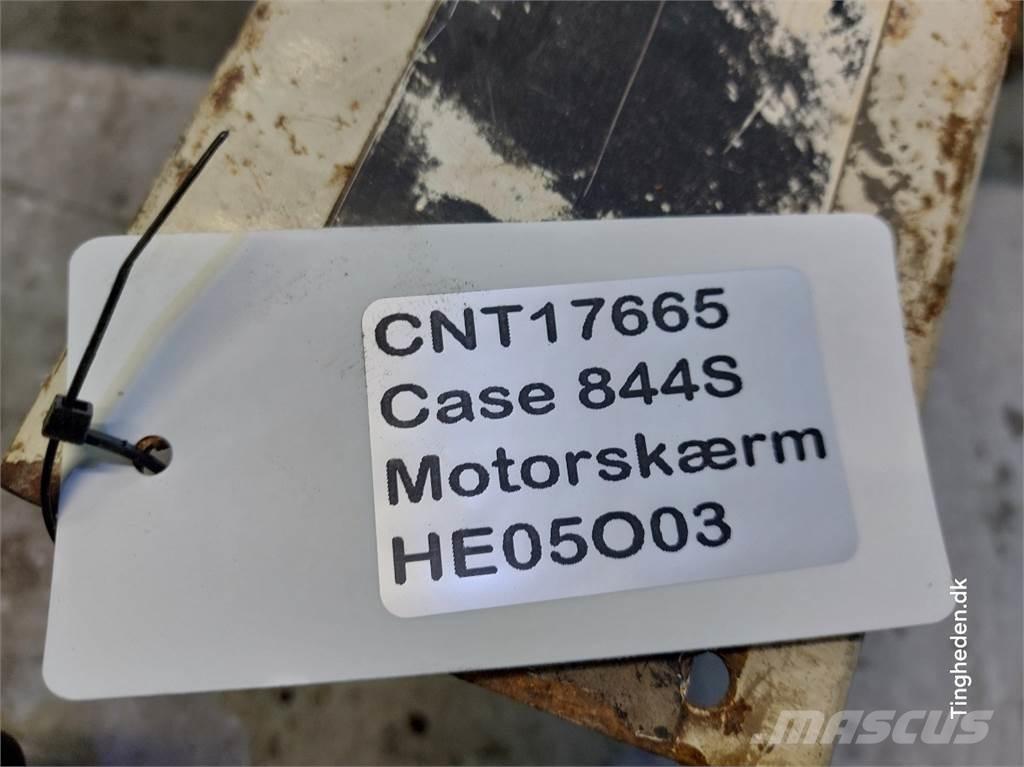 CNT17665
Case 844S
Motorskærm
HE05O03
Tingheden.dk
MASCUS